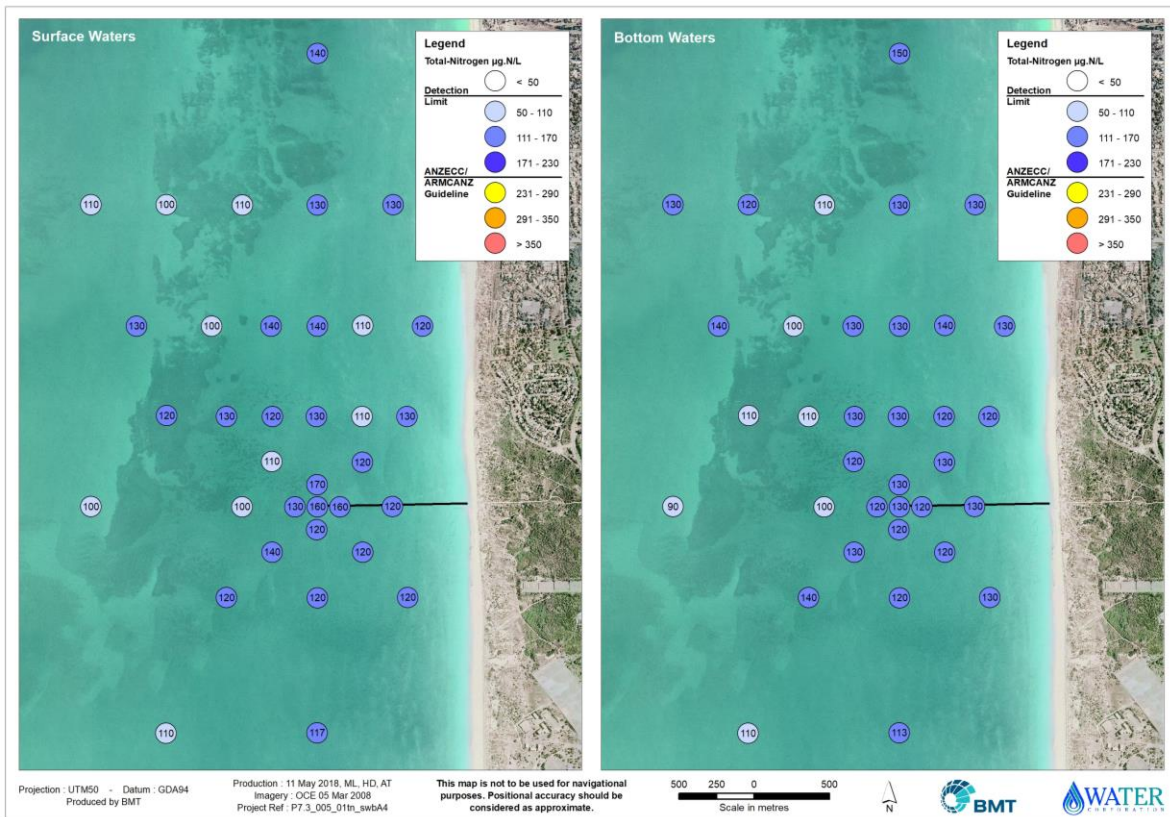 Surface Waters
Legend
Total-Nitrogen µg.N/L
< 50
Detection
Limit
50 - 110
111 - 170
171 - 230
ANZECC/
ARMCANZ
Guideline
231 - 290
291 - 350
> 350
140
110 100 110 130 130
130 100 140 140 110 120
120 130 120 130 110 130
110 120
170
100 100 130 160 160 120
120
140 120
120 120 120
110 117
Bottom Waters
Legend
Total-Nitrogen µg.N/L
< 50
Detection
Limit
50 - 110
111 - 170
171 - 230
ANZECC/
ARMCANZ
Guideline
231 - 290
291 - 350
> 350
150
130 120 110 130 130
140 100 130 130 140 130
110 110 130 130 120 120
120 130
130
90 100 120 130 120 130
120
130 120
140 120 130
110 113
Projection : UTM50 - Datum : GDA94
Produced by BMT
Production : 11 May 2018, ML, HD, AT
Imagery : OCE 05 Mar 2008
Project Ref : P7.3_005_01tn_swbA4
This map is not to be used for navigational
purposes. Positional accuracy should be
considered as approximate.
500 0 500
Scale in metres
N
BMT
WATER
CORPORATION